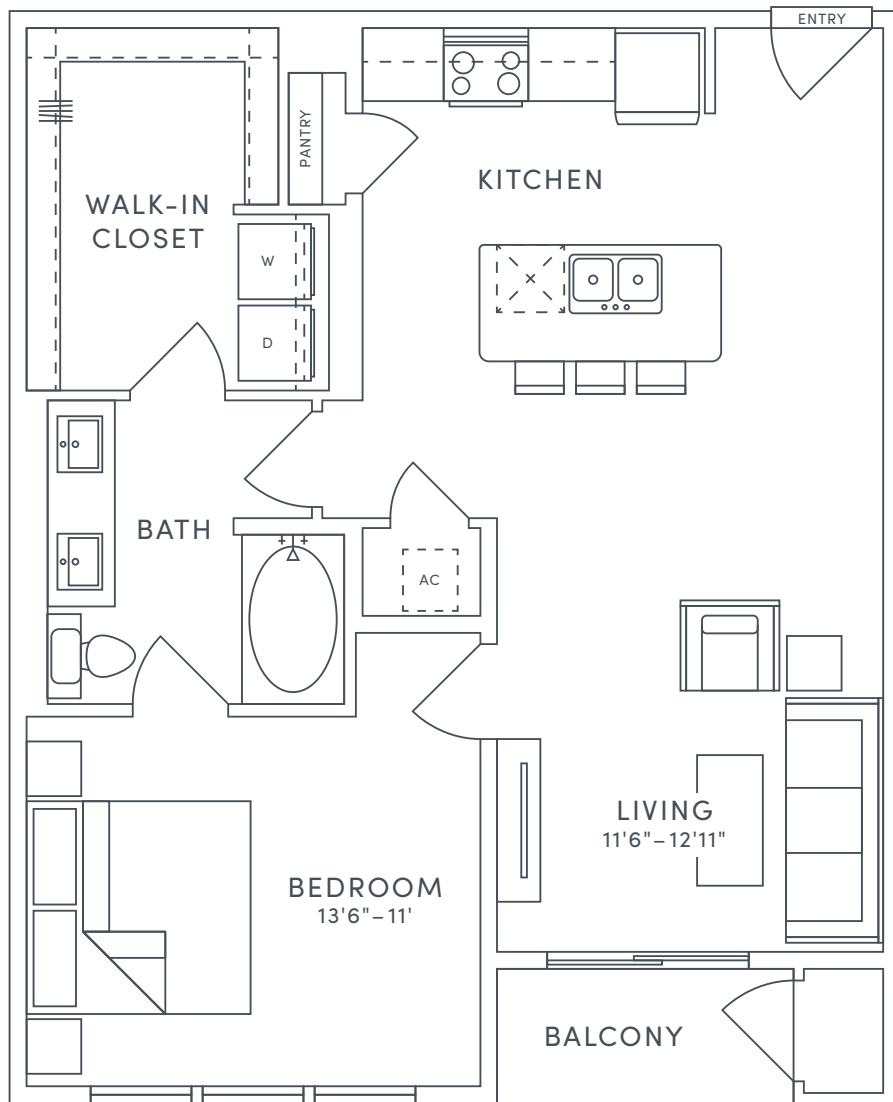 ENTRY
PANTRY
KITCHEN
WALK-IN
CLOSET
W
D
BATH
AC
LIVING
11'6"–12'11"
BEDROOM
13'6"–11'
BALCONY